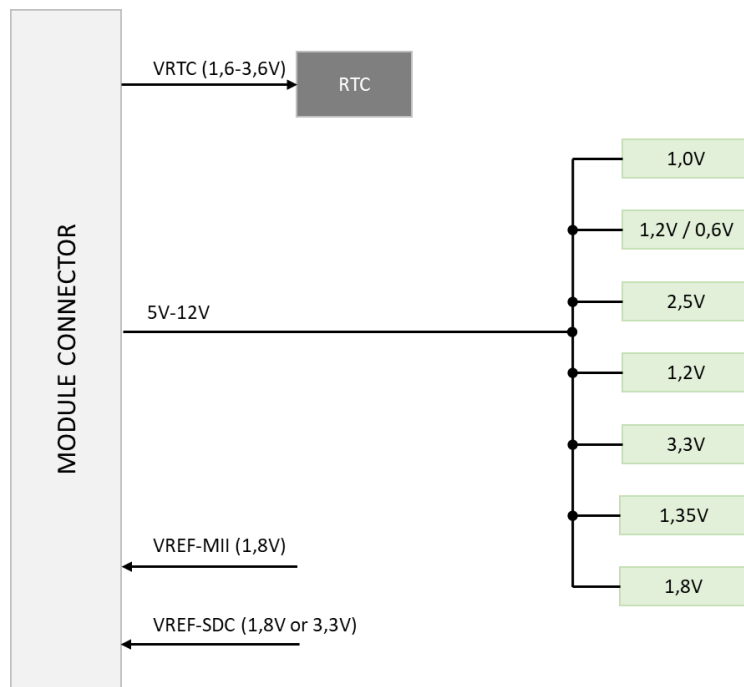 VRTC (1,6-3,6V)
RTC
1,0V
1,2V / 0,6V
2,5V
5V-12V
MODULE CONNECTOR
1,2V
3,3V
1,35V
VREF-MII (1,8V)
1,8V
VREF-SDC (1,8V or 3,3V)